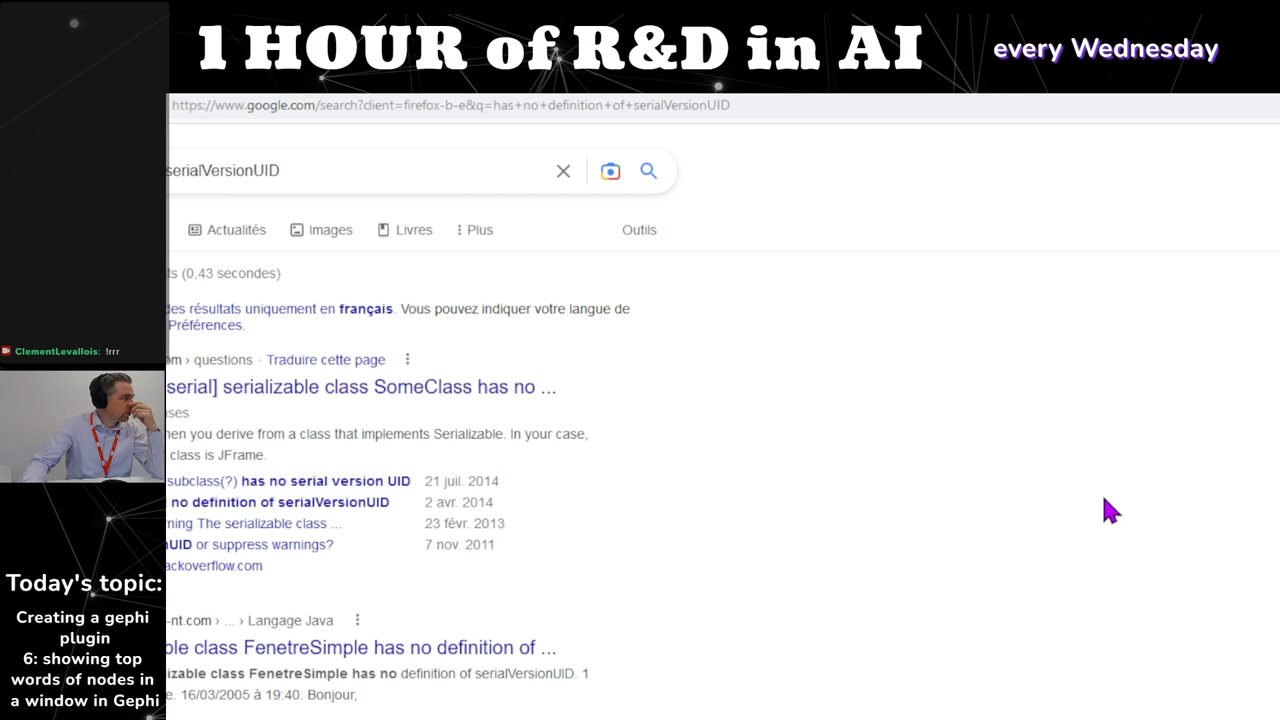 1 HOUR of R&D in AI
every Wednesday
https://www.google.com/search?client=firefox-b-e&q=has+no+definition+of+serialVersionUID
serialVersionUID
Actualités Images Livres Plus Outils
ts (0,43 secondes)
des résultats uniquement en français. Vous pouvez indiquer votre langue de
Préférences.
ClementLevallois: !rrr
om › questions · Traduire cette page
serial] serializable class SomeClass has no ...
ses
hen you derive from a class that implements Serializable. In your case,
class is JFrame.
subclass(?) has no serial version UID 21 juil. 2014
no definition of serialVersionUID 2 avr. 2014
ming The serializable class ... 23 févr. 2013
nUID or suppress warnings? 7 nov. 2011
ackoverflow.com
-nt.com › ... › Langage Java
ble class FenetreSimple has no definition of ...
izable class FenetreSimple has no definition of serialVersionUID. 1
e. 16/03/2005 à 19:40. Bonjour,
Today's topic:
Creating a gephi
plugin
6: showing top
words of nodes in
a window in Gephi